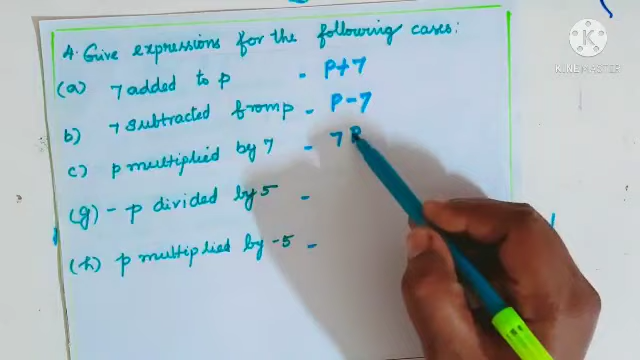 4. Give expressions for the following cases:
(a) 7 added to p - P+7
b) 7 subtracted from p - P-7
c) p multiplied by 7 - 7P
(g) -p divided by 5 -
(h) p multiplied by -5 -
K
KINEMASTER